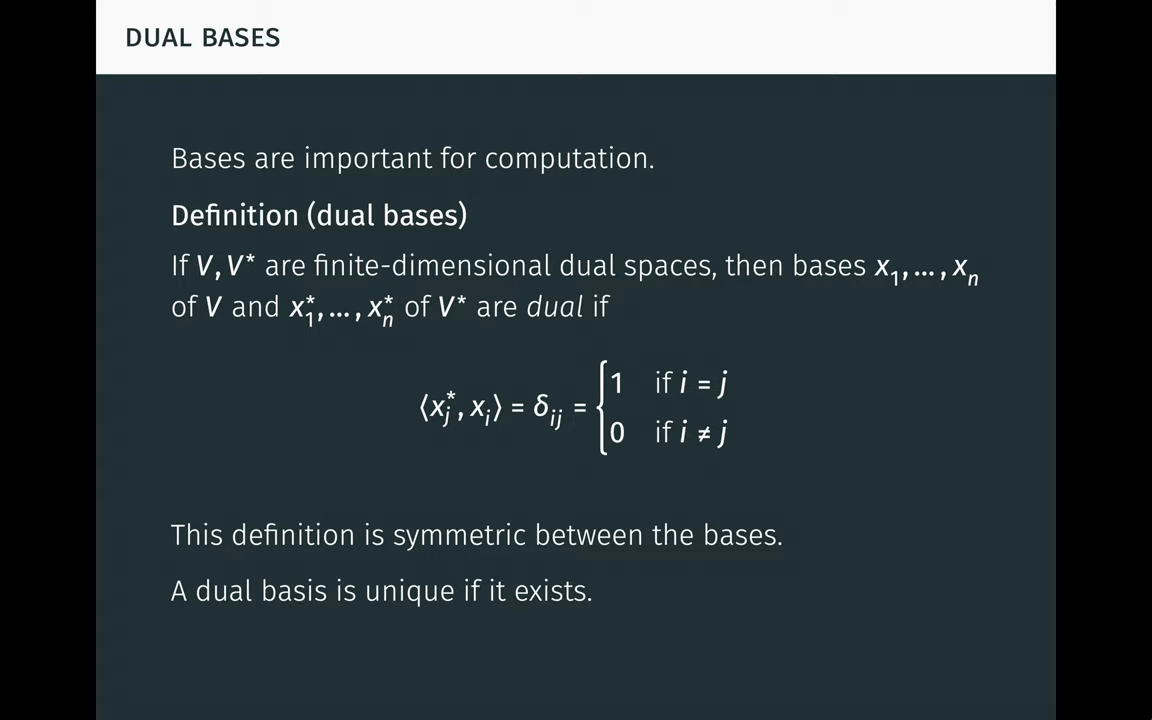 DUAL BASES
Bases are important for computation.
Definition (dual bases)
If V, V* are finite-dimensional dual spaces, then bases x₁, …, xₙ
of V and x₁*, …, xₙ* of V* are dual if
⟨xⱼ*, xᵢ⟩ = δᵢⱼ = { 1 if i = j
0 if i ≠ j
This definition is symmetric between the bases.
A dual basis is unique if it exists.